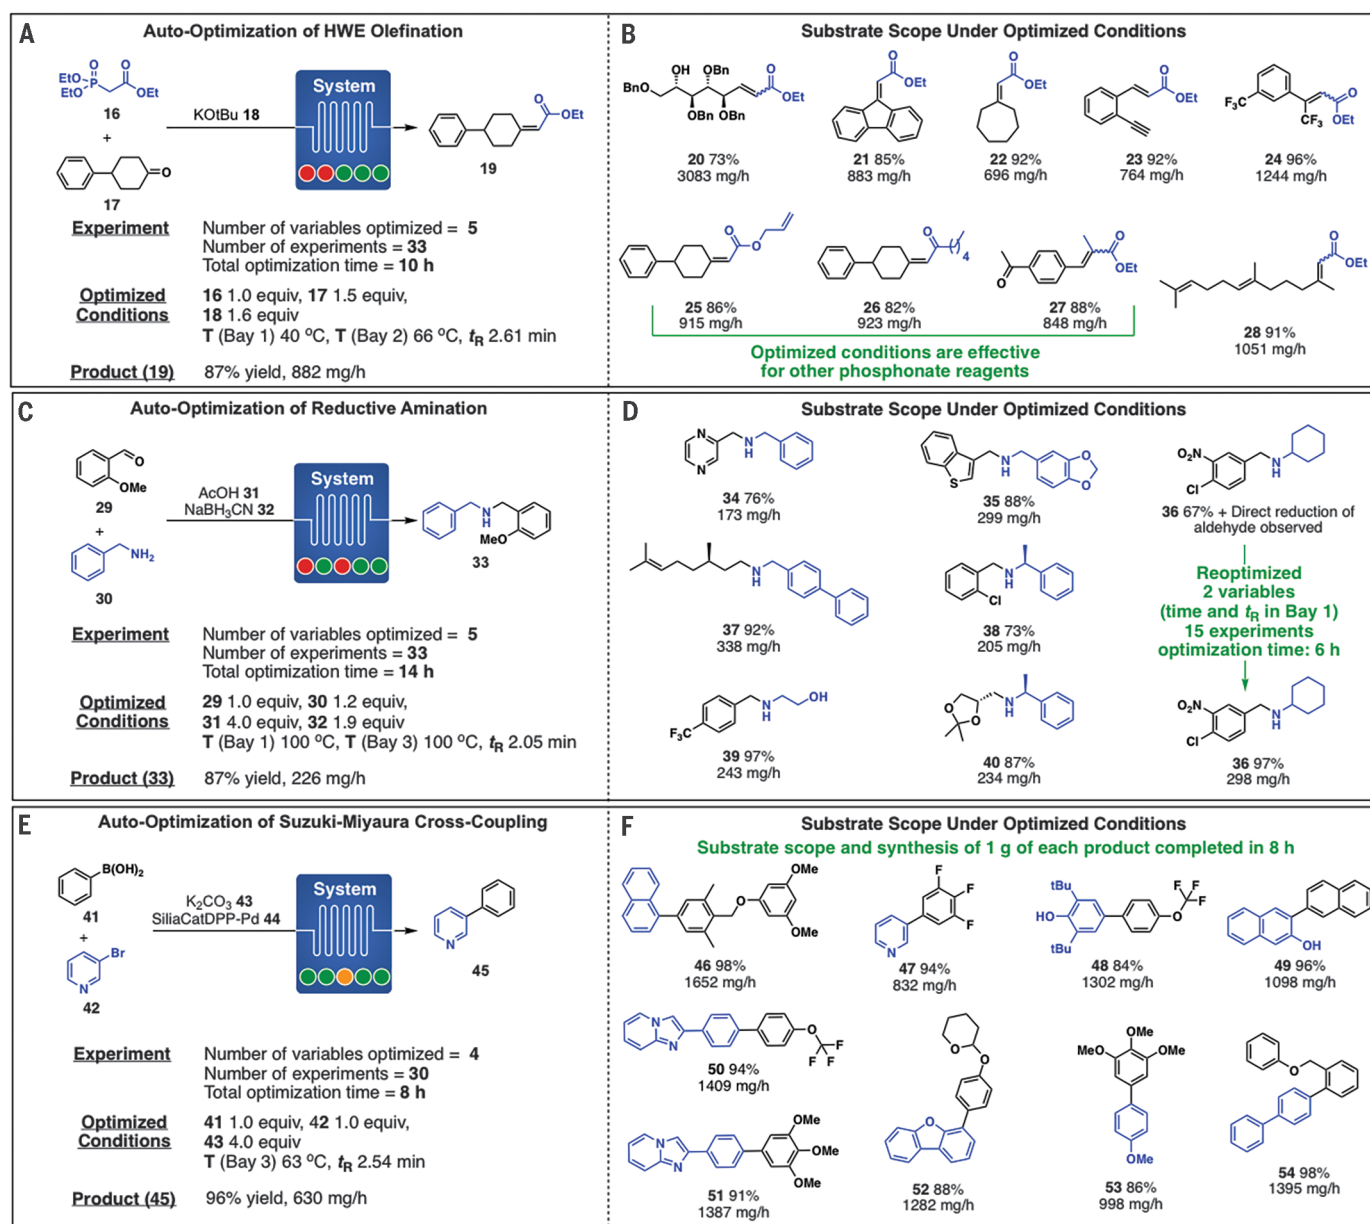 A
Auto-Optimization of HWE Olefination
EtO
EtO
EtO
P
O
O
OEt
16
+
O
17
KOtBu 18
System
O
OEt
19
Experiment
Number of variables optimized = 5
Number of experiments = 33
Total optimization time = 10 h
Optimized
Conditions
16 1.0 equiv, 17 1.5 equiv,
18 1.6 equiv
T (Bay 1) 40 °C, T (Bay 2) 66 °C, tR 2.61 min
Product (19)
87% yield, 882 mg/h
B
Substrate Scope Under Optimized Conditions
OH OBn O
BnO OEt
OBn OBn
20 73%
3083 mg/h
O
OEt
21 85%
883 mg/h
O
OEt
22 92%
696 mg/h
O
OEt
23 92%
764 mg/h
F3C
CF3
O
OEt
24 96%
1244 mg/h
O
O
25 86%
915 mg/h
O
4
26 82%
923 mg/h
O
O
OEt
27 88%
848 mg/h
O
OEt
28 91%
1051 mg/h
Optimized conditions are effective
for other phosphonate reagents
C
Auto-Optimization of Reductive Amination
O
OMe
29
+
NH2
30
AcOH 31
NaBH3CN 32
System
N
H
MeO
33
Experiment
Number of variables optimized = 5
Number of experiments = 33
Total optimization time = 14 h
Optimized
Conditions
29 1.0 equiv, 30 1.2 equiv,
31 4.0 equiv, 32 1.9 equiv
T (Bay 1) 100 °C, T (Bay 3) 100 °C, tR 2.05 min
Product (33)
87% yield, 226 mg/h
D
Substrate Scope Under Optimized Conditions
N
N
N
H
34 76%
173 mg/h
S
N
H
O
O
35 88%
299 mg/h
O2N
Cl
N
H
36 67% + Direct reduction of
aldehyde observed
Reoptimized
2 variables
(time and tR in Bay 1)
15 experiments
optimization time: 6 h
N
H
37 92%
338 mg/h
N
H
Cl
38 73%
205 mg/h
F3C
N
H
OH
39 97%
243 mg/h
O
O
N
H
40 87%
234 mg/h
O2N
Cl
N
H
36 97%
298 mg/h
E
Auto-Optimization of Suzuki-Miyaura Cross-Coupling
B(OH)2
41
+
Br
N
42
K2CO3 43
SiliaCatDPP-Pd 44
System
N
45
Experiment
Number of variables optimized = 4
Number of experiments = 30
Total optimization time = 8 h
Optimized
Conditions
41 1.0 equiv, 42 1.0 equiv,
43 4.0 equiv
T (Bay 3) 63 °C, tR 2.54 min
Product (45)
96% yield, 630 mg/h
F
Substrate Scope Under Optimized Conditions
Substrate scope and synthesis of 1 g of each product completed in 8 h
O
OMe
OMe
46 98%
1652 mg/h
F
F
F
N
47 94%
832 mg/h
tBu
HO
tBu
O
F
F
F
48 84%
1302 mg/h
OH
49 96%
1098 mg/h
N
N
O
F
F
F
50 94%
1409 mg/h
N
N
OMe
OMe
OMe
51 91%
1387 mg/h
O
O
O
52 88%
1282 mg/h
OMe
MeO
OMe
OMe
53 86%
998 mg/h
O
54 98%
1395 mg/h